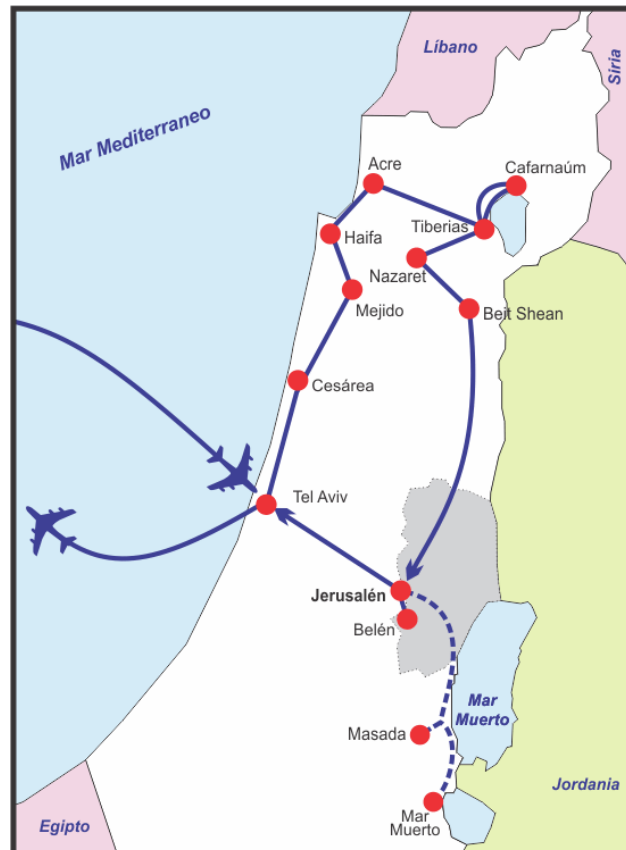 Líbano
Siria
Mar Mediterraneo
Acre
Cafarnaúm
Tiberias
Haifa
Nazaret
Mejido
Beit Shean
Cesárea
Tel Aviv
Jerusalén
Belén
Mar
Muerto
Masada
Jordania
Mar
Muerto
Egipto